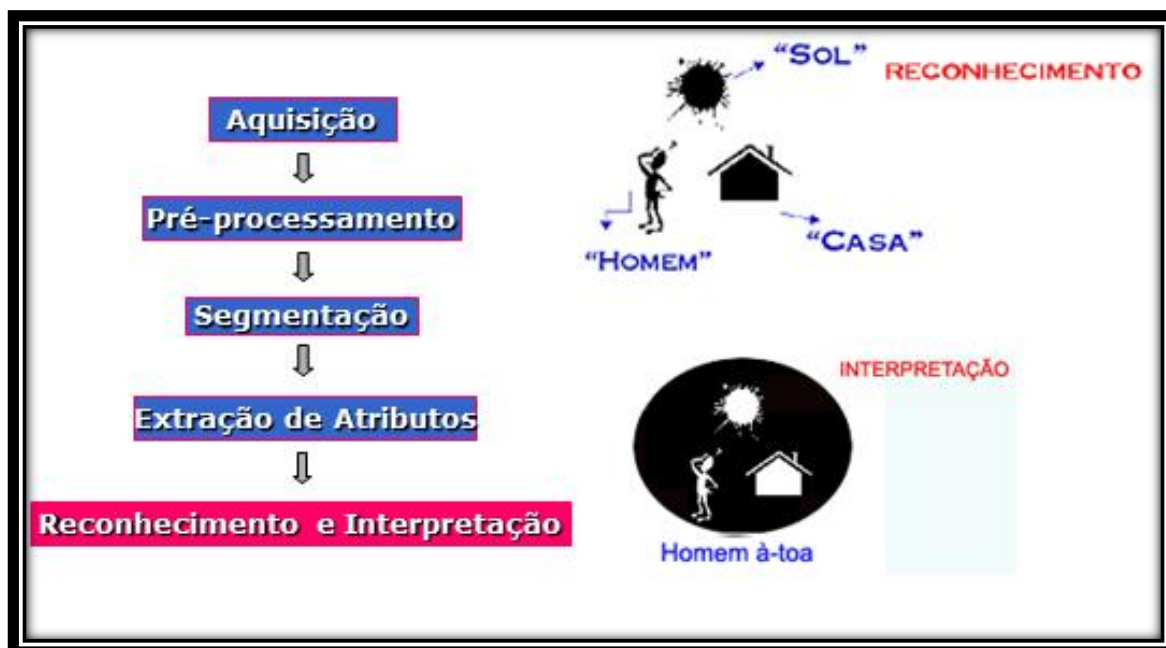 Aquisição
Pré-processamento
Segmentação
Extração de Atributos
Reconhecimento e Interpretação
"SOL"
RECONHECIMENTO
"HOMEM"
"CASA"
INTERPRETAÇÃO
Homem à-toa